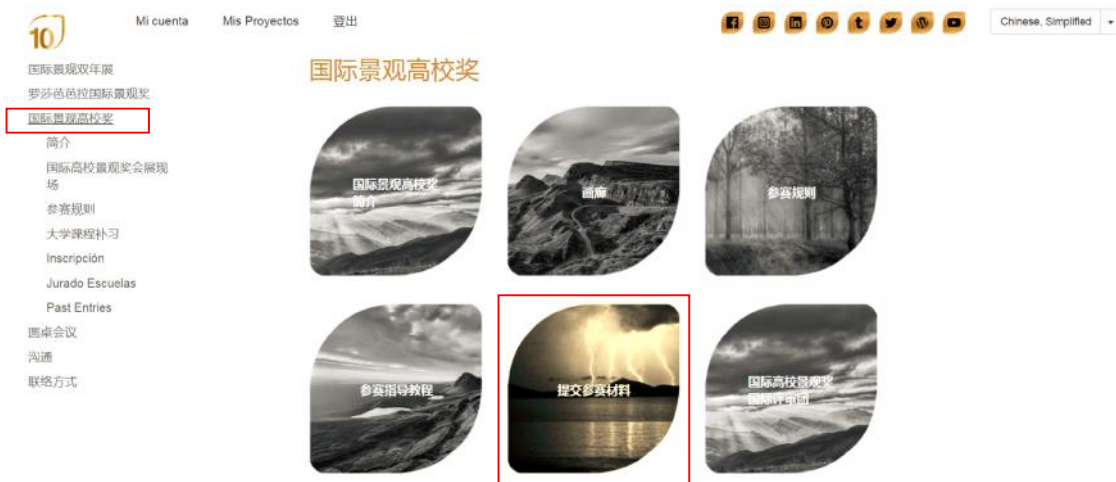 10
Mi cuenta
Mis Proyectos
登出
Chinese, Simplified
国际景观双年展
罗莎芭芭拉国际景观奖
国际景观高校奖
简介
国际高校景观奖会展现
场
参赛规则
大学课程补习
Inscripción
Jurado Escuelas
Past Entries
圆桌会议
沟通
联络方式
国际景观高校奖
国际景观高校奖
简介
画廊
参赛规则
参赛指导教程
提交参赛材料
国际高校景观奖
国际评审团